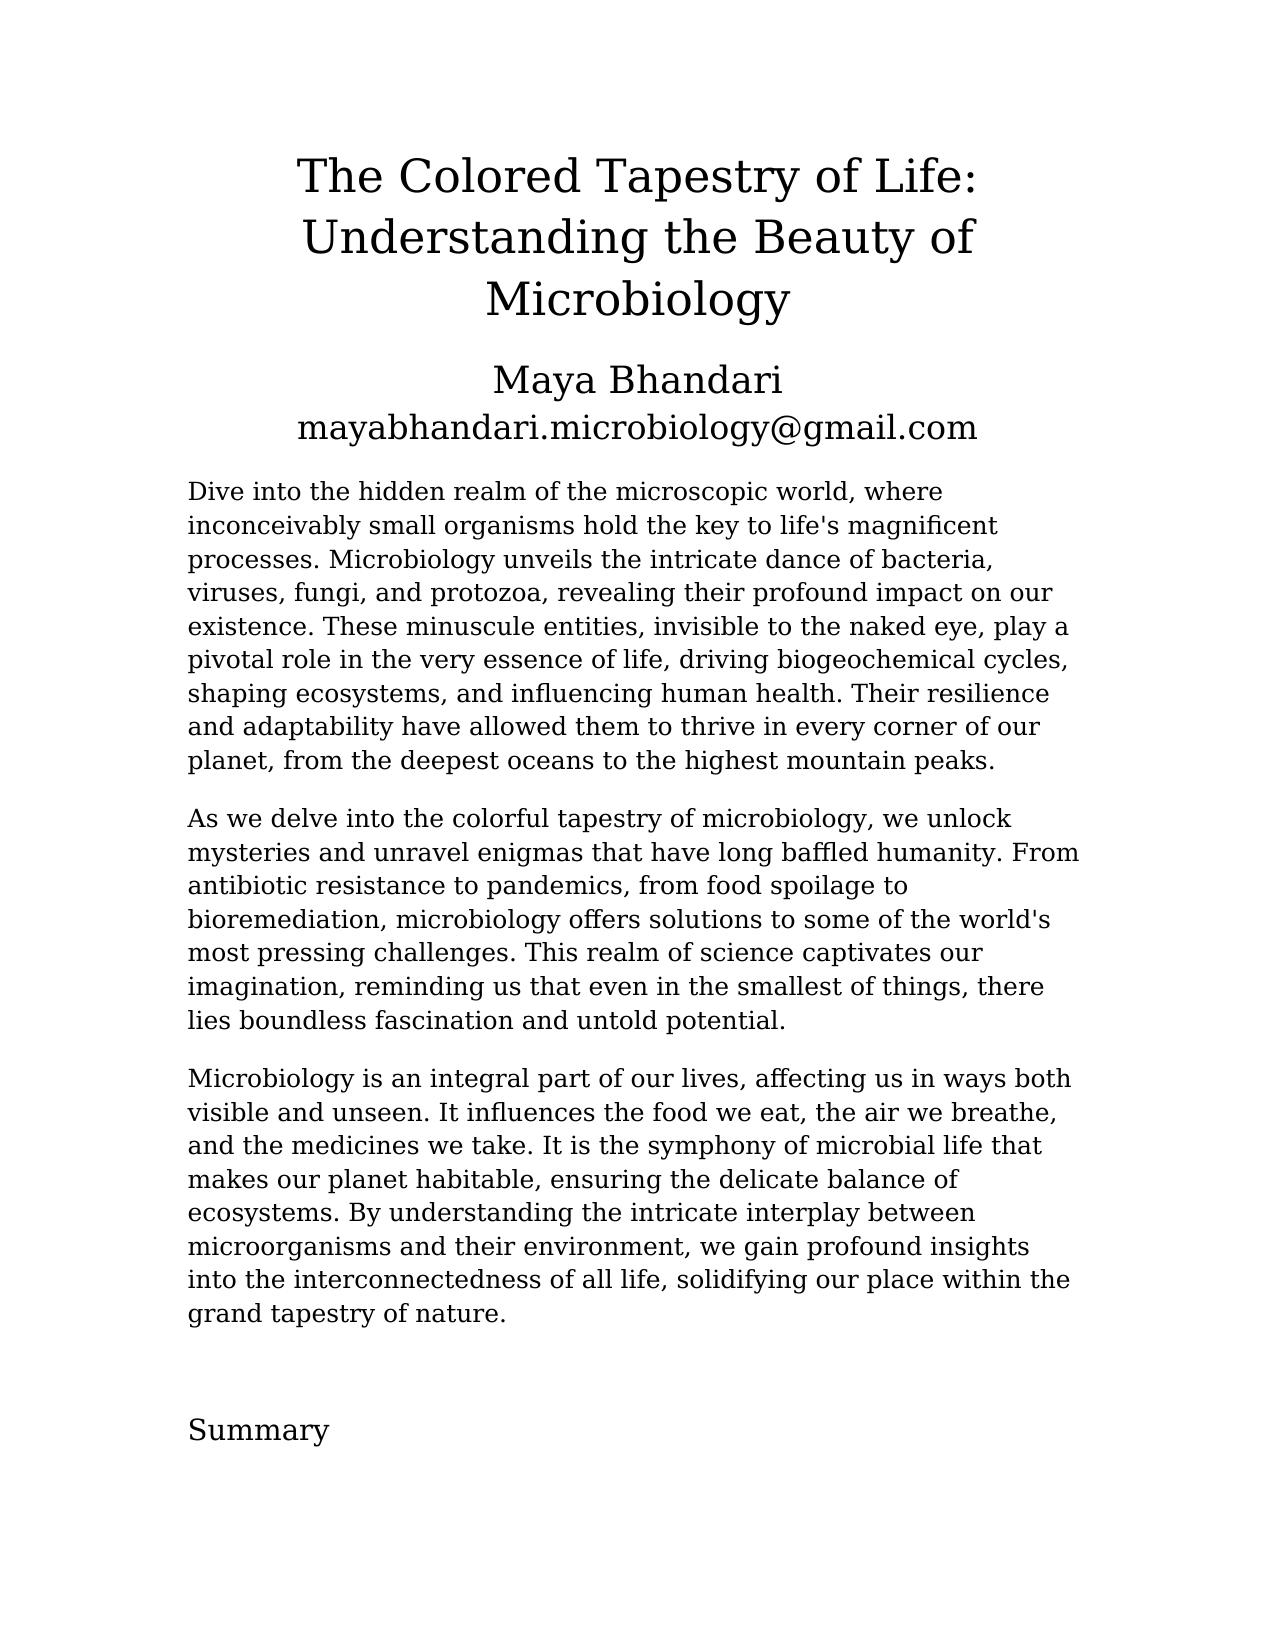 The Colored Tapestry of Life:
Understanding the Beauty of
Microbiology
Maya Bhandari
mayabhandari.microbiology@gmail.com
Dive into the hidden realm of the microscopic world, where
inconceivably small organisms hold the key to life's magnificent
processes. Microbiology unveils the intricate dance of bacteria,
viruses, fungi, and protozoa, revealing their profound impact on our
existence. These minuscule entities, invisible to the naked eye, play a
pivotal role in the very essence of life, driving biogeochemical cycles,
shaping ecosystems, and influencing human health. Their resilience
and adaptability have allowed them to thrive in every corner of our
planet, from the deepest oceans to the highest mountain peaks.
As we delve into the colorful tapestry of microbiology, we unlock
mysteries and unravel enigmas that have long baffled humanity. From
antibiotic resistance to pandemics, from food spoilage to
bioremediation, microbiology offers solutions to some of the world's
most pressing challenges. This realm of science captivates our
imagination, reminding us that even in the smallest of things, there
lies boundless fascination and untold potential.
Microbiology is an integral part of our lives, affecting us in ways both
visible and unseen. It influences the food we eat, the air we breathe,
and the medicines we take. It is the symphony of microbial life that
makes our planet habitable, ensuring the delicate balance of
ecosystems. By understanding the intricate interplay between
microorganisms and their environment, we gain profound insights
into the interconnectedness of all life, solidifying our place within the
grand tapestry of nature.
Summary